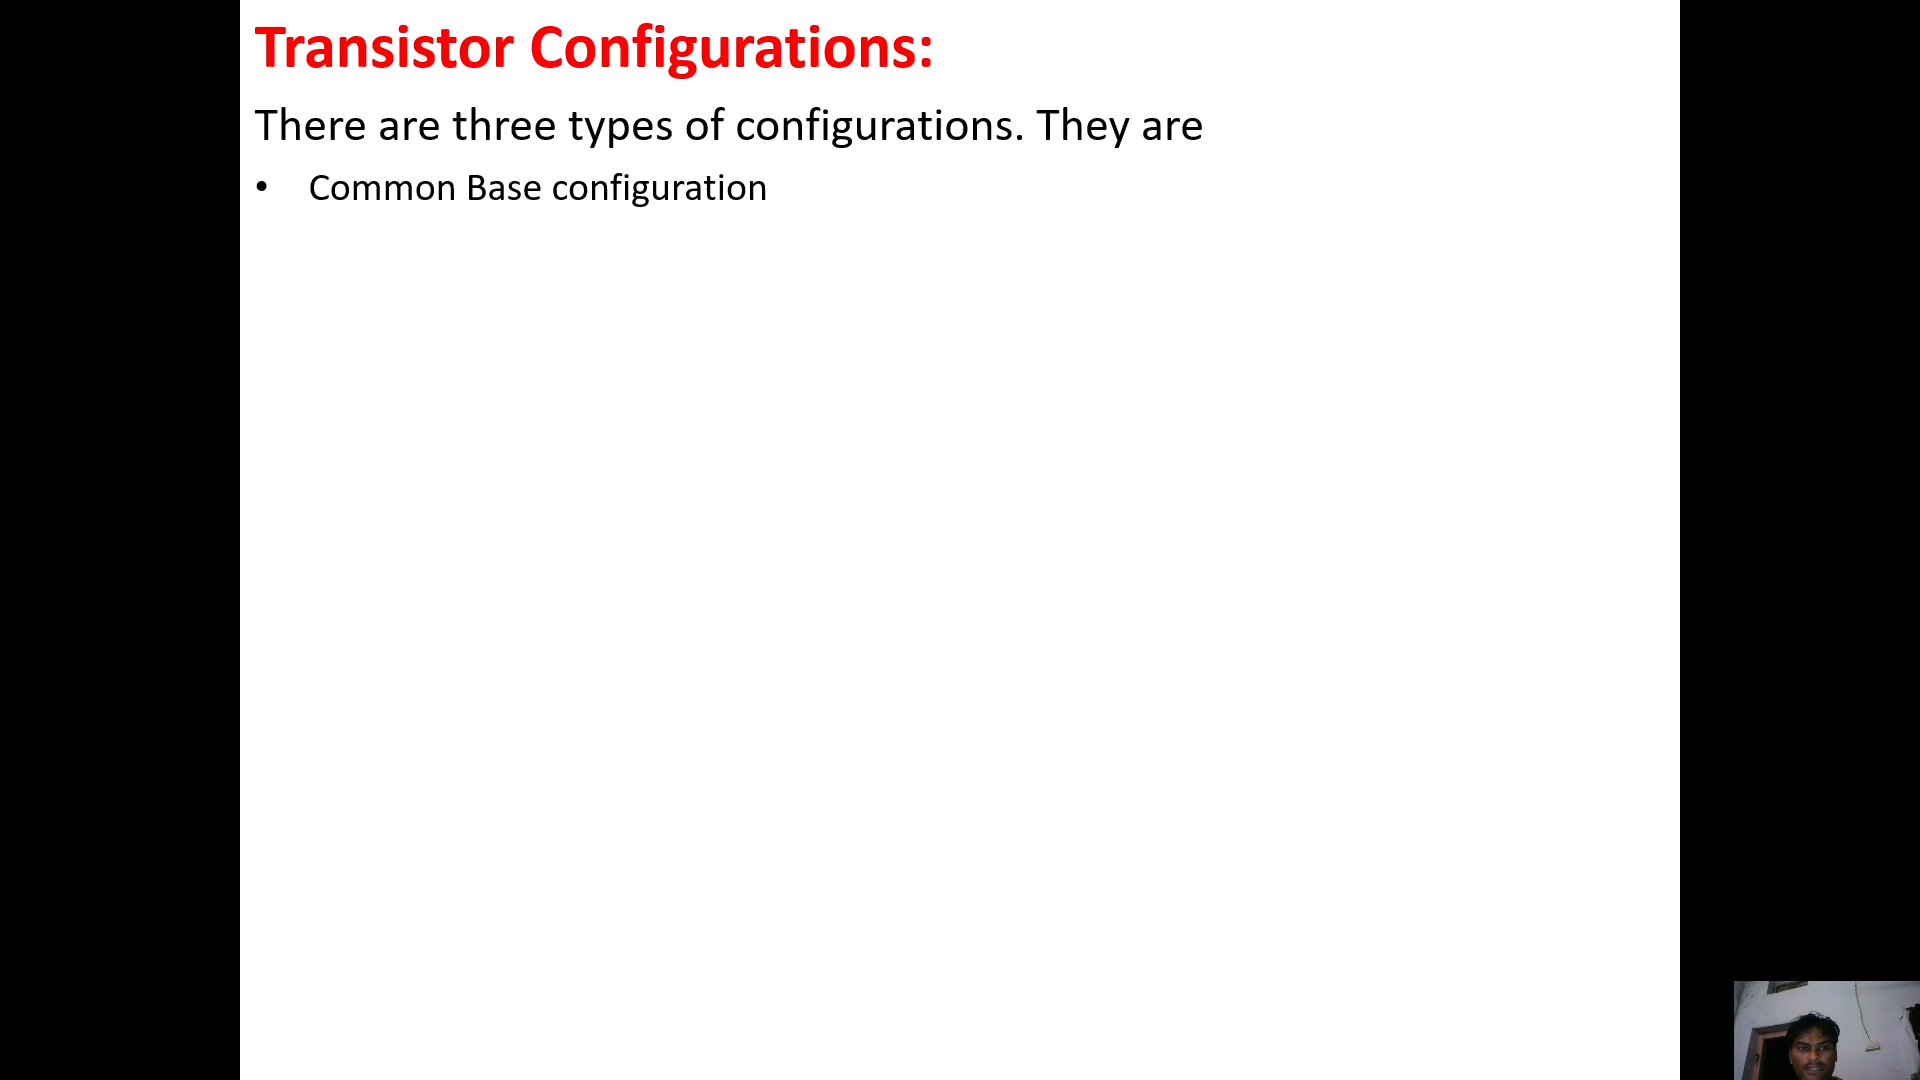 Transistor Configurations:
There are three types of configurations. They are
• Common Base configuration